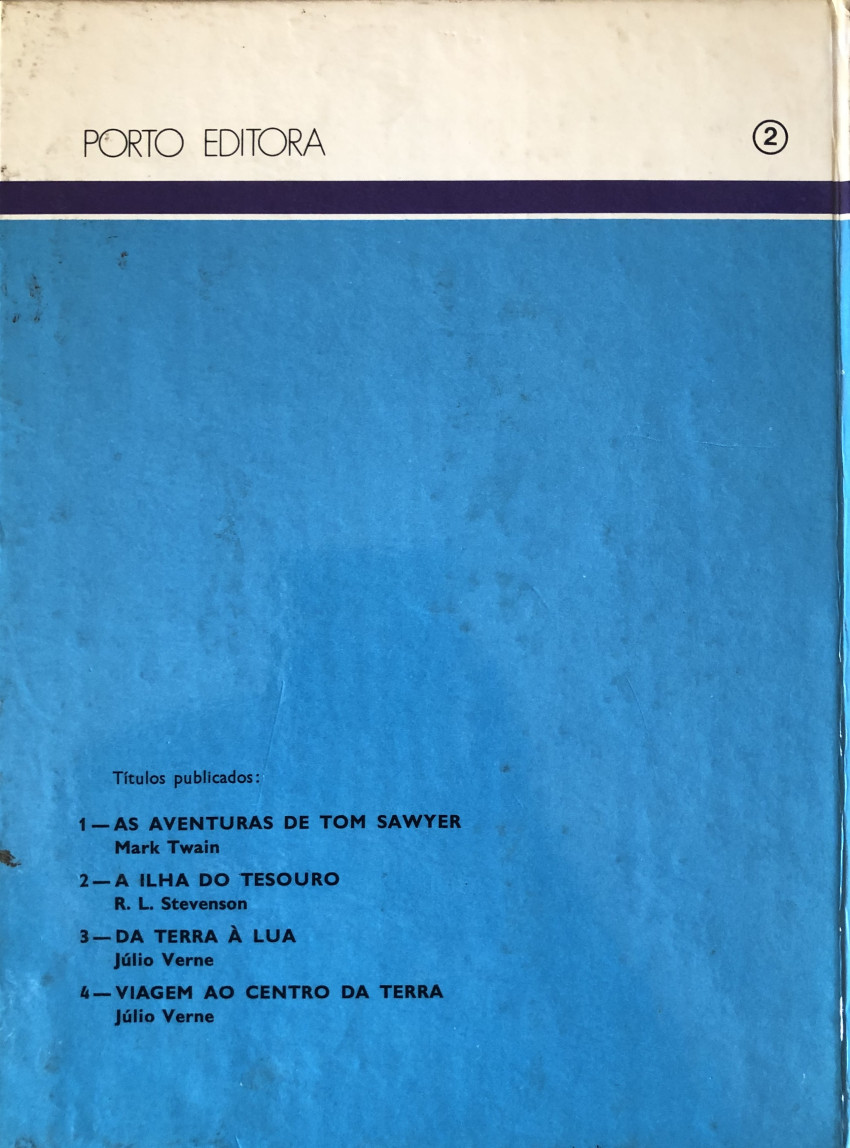 PORTO EDITORA
2
Títulos publicados:
1 — AS AVENTURAS DE TOM SAWYER
Mark Twain
2 — A ILHA DO TESOURO
R. L. Stevenson
3 — DA TERRA À LUA
Júlio Verne
4 — VIAGEM AO CENTRO DA TERRA
Júlio Verne